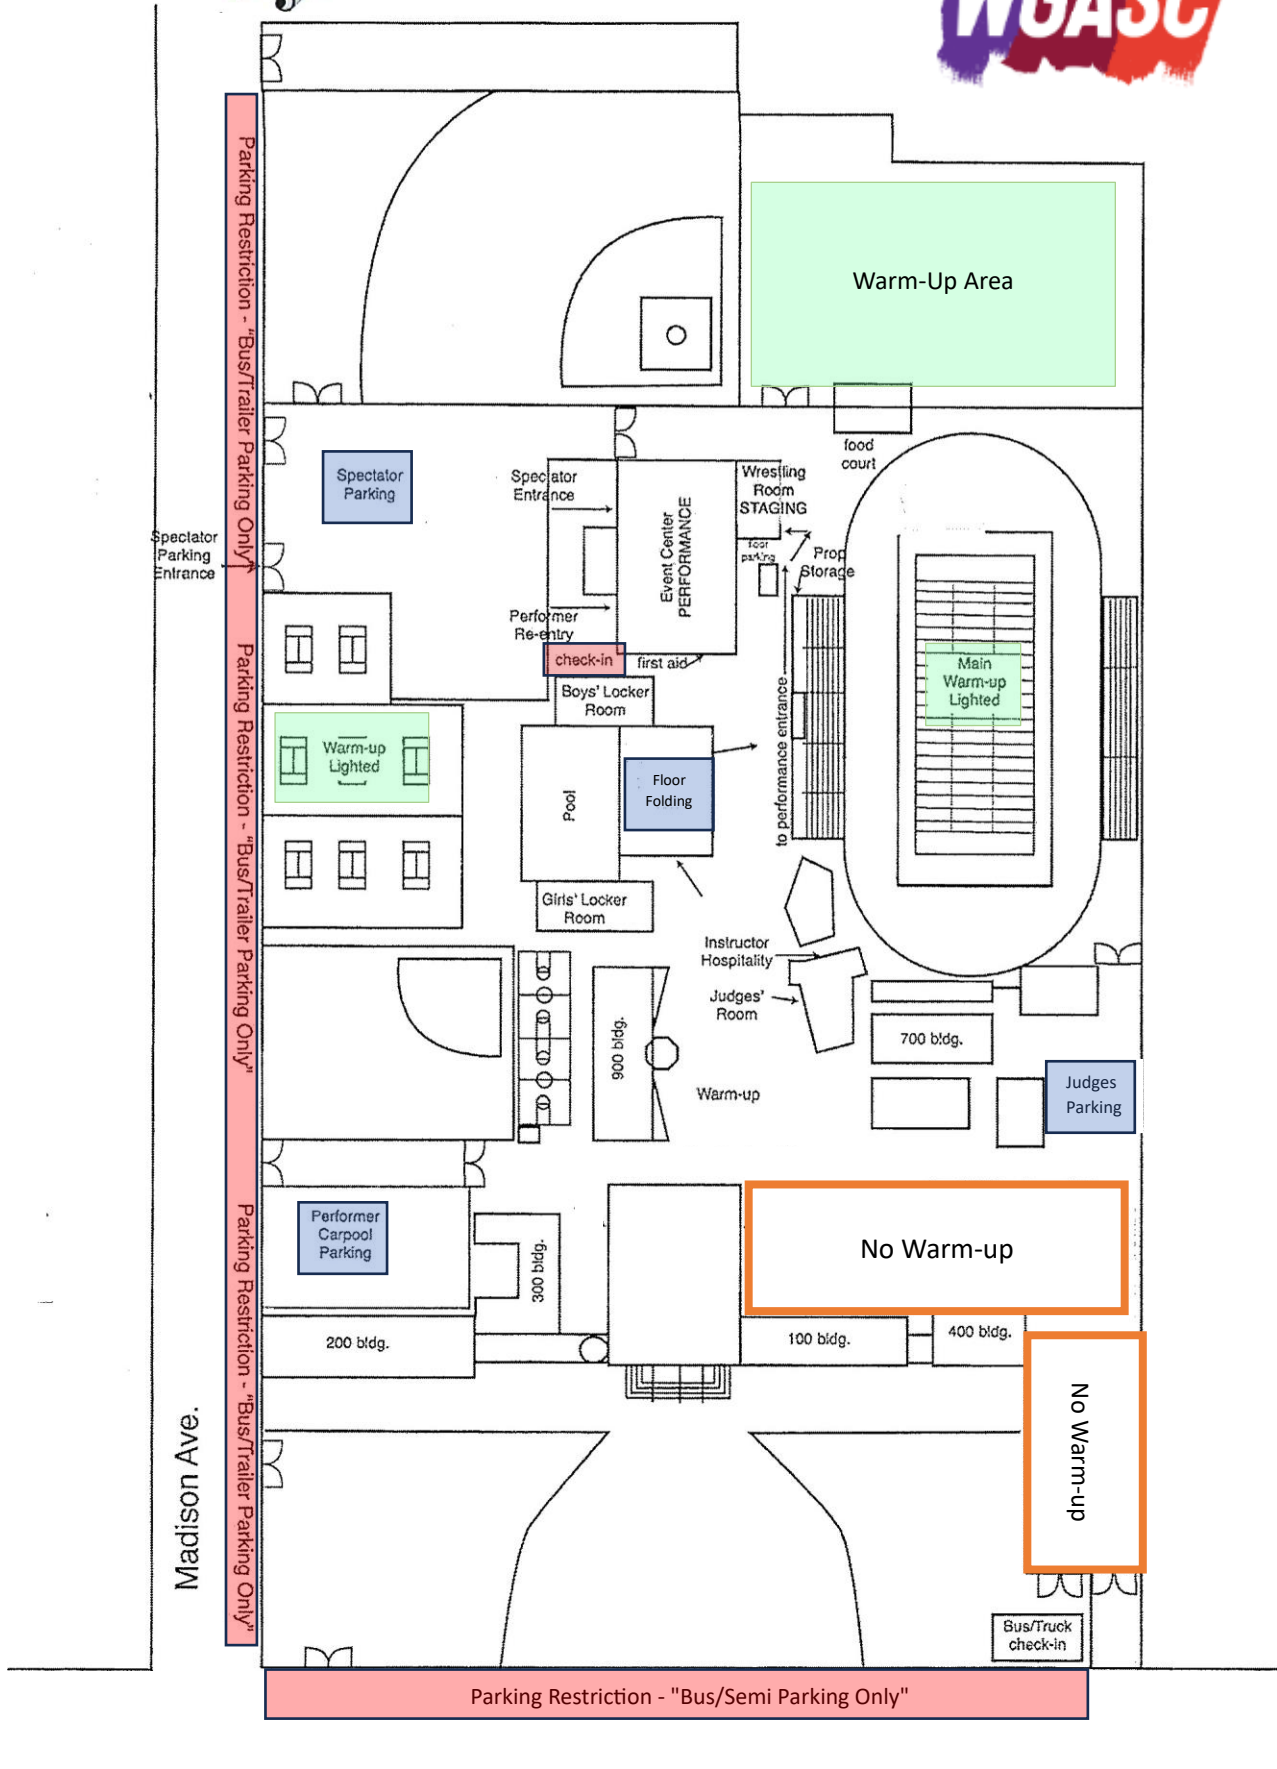 WGASC
Warm-Up Area
Parking Restriction - "Bus/Trailer Parking Only"
food
court
Spectator
Parking
Spectator
Entrance
Wrestling
Room
STAGING
floor
parking
Event Center
PERFORMANCE
Prop
Storage
Spectator
Parking
Entrance
Performer
Re-entry
check-in
first aid
Boys' Locker
Room
Main
Warm-up
Lighted
Parking Restriction - "Bus/Trailer Parking Only"
Warm-up
Lighted
Pool
Floor
Folding
to performance entrance
Girls' Locker
Room
Instructor
Hospitality
Judges'
Room
900 bldg.
700 bldg.
Warm-up
Judges
Parking
Performer
Carpool
Parking
300 bldg.
No Warm-up
Parking Restriction - "Bus/Trailer Parking Only"
200 bldg.
100 bldg.
400 bldg.
No Warm-up
Madison Ave.
Bus/Truck
check-in
Parking Restriction - "Bus/Semi Parking Only"